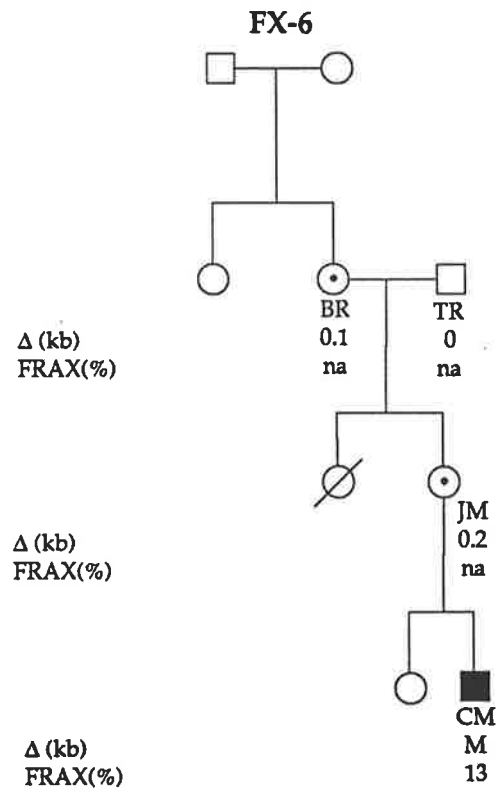 FX-6
BR TR
Δ (kb) 0.1 0
FRAX(%) na na
JM
Δ (kb) 0.2
FRAX(%) na
CM
Δ (kb) M
FRAX(%) 13